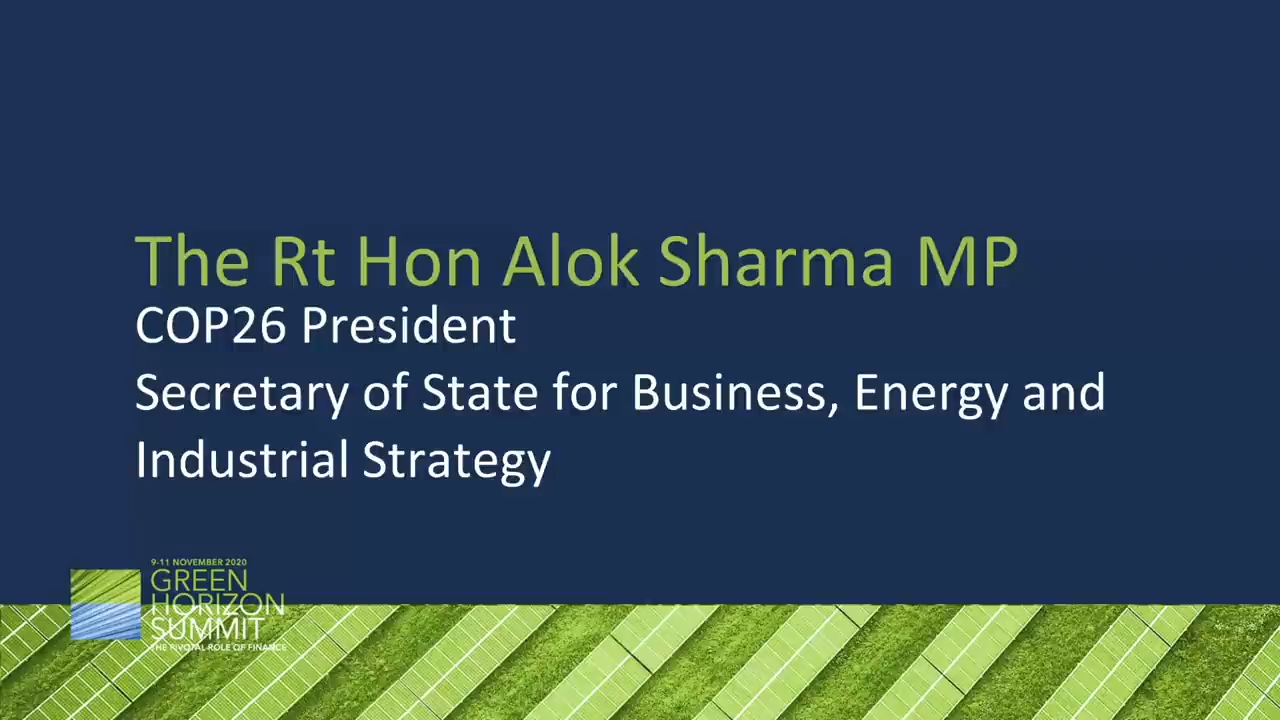 The Rt Hon Alok Sharma MP
COP26 President
Secretary of State for Business, Energy and
Industrial Strategy
9-11 NOVEMBER 2020
GREEN
HORIZON
SUMMIT
THE PIVOTAL ROLE OF FINANCE